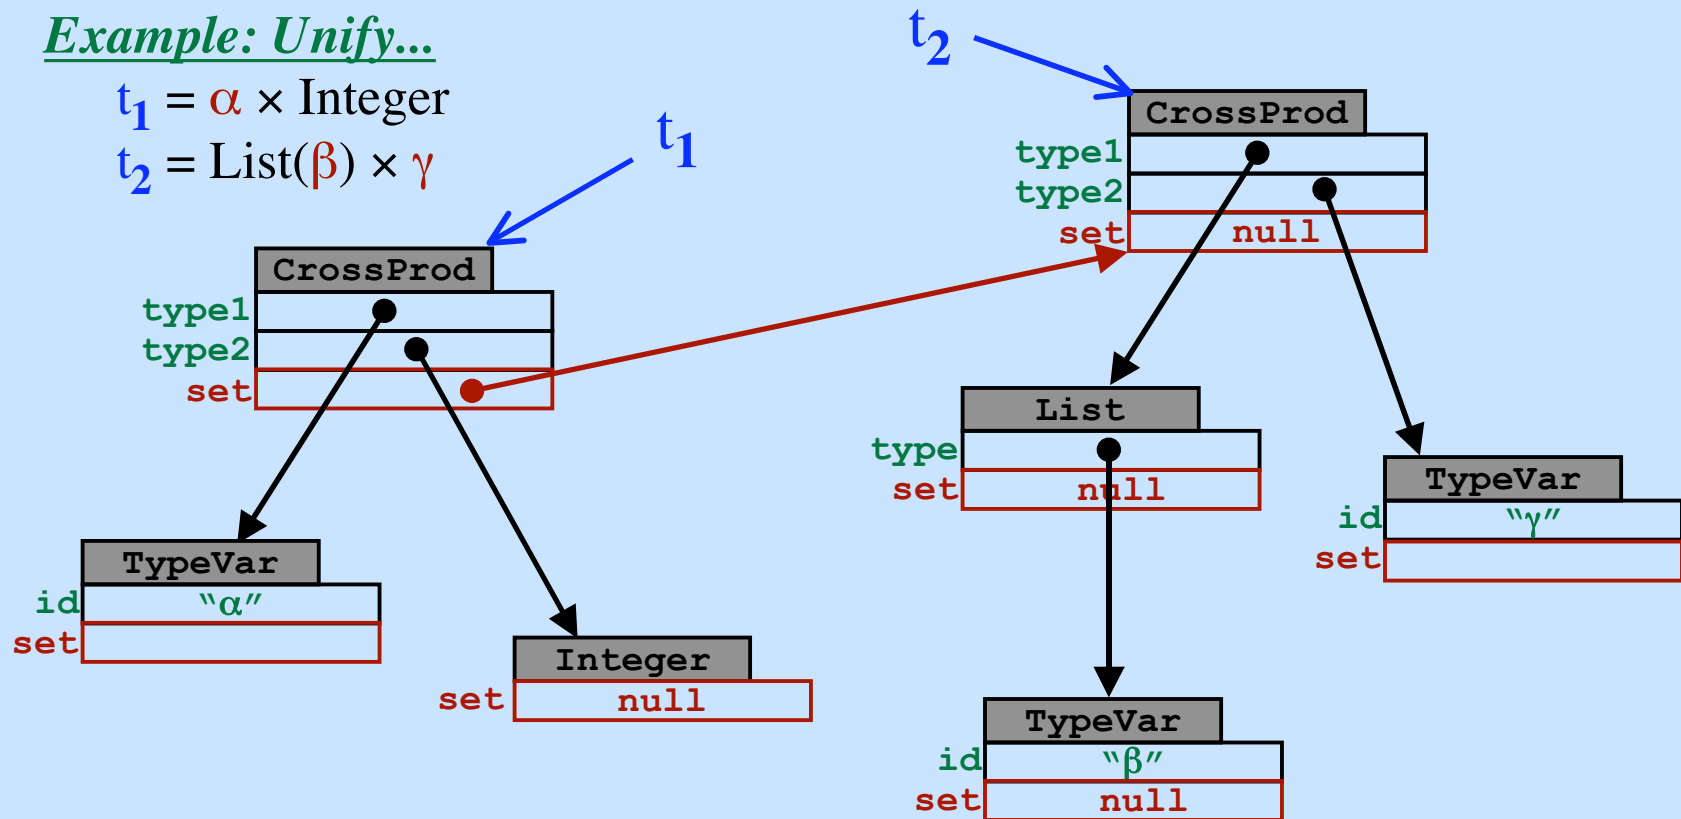 Example: Unify...
t1 = α × Integer
t2 = List(β) × γ
t1
t2
CrossProd
type1
type2
set null
CrossProd
type1
type2
set
List
type
set null
TypeVar
id “γ”
set
TypeVar
id “α”
set
Integer
set null
TypeVar
id “β”
set null